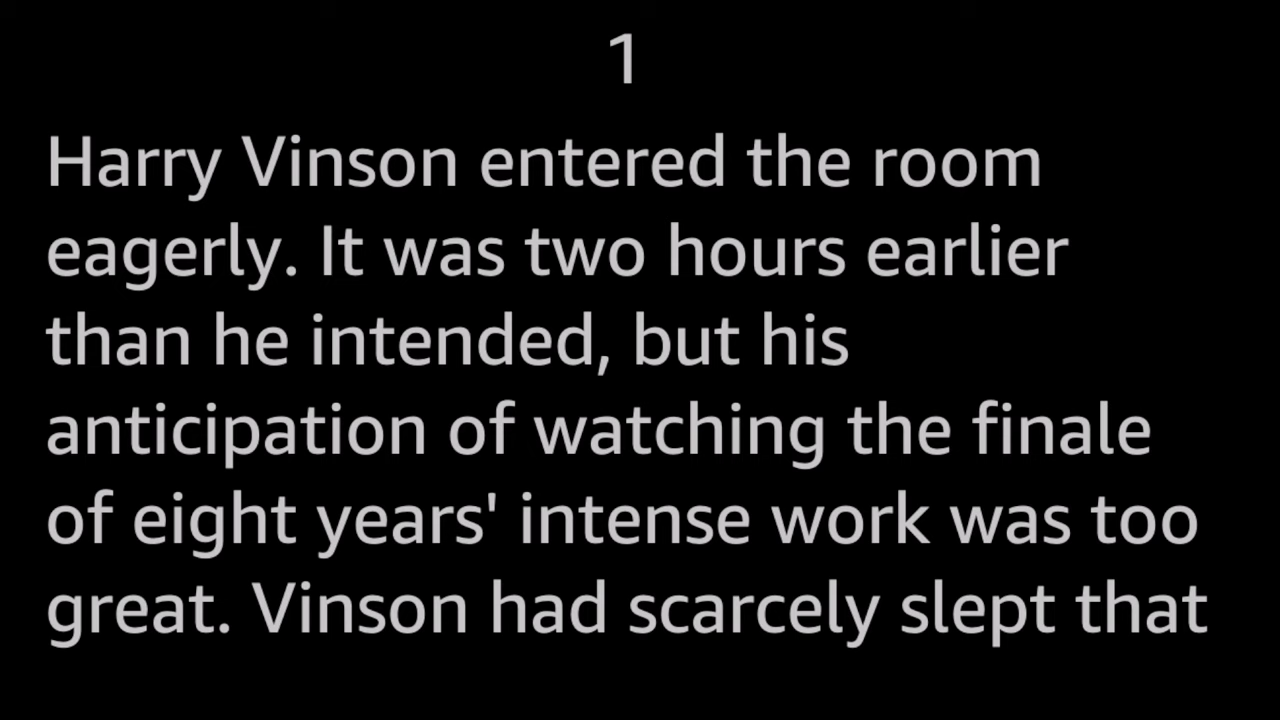 1
Harry Vinson entered the room
eagerly. It was two hours earlier
than he intended, but his
anticipation of watching the finale
of eight years' intense work was too
great. Vinson had scarcely slept that